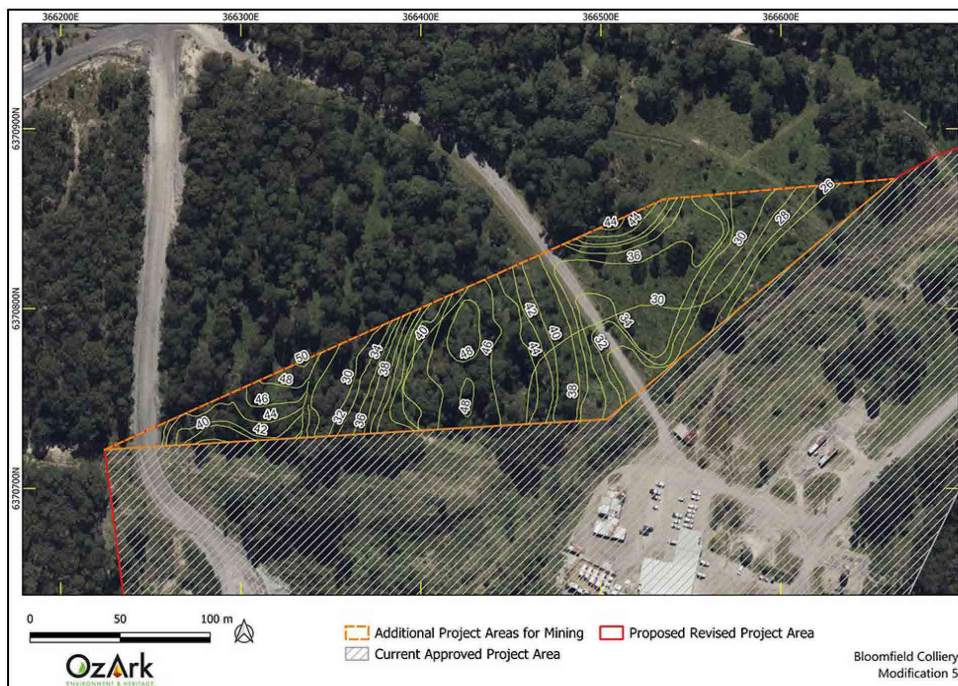 366200E 366300E 366400E 366500E 366600E
6370900N
6370800N
6370700N
44 44 26
36 30 28
50 48 46 44 42 40
34 30 38 32 36
40 48 46 48
42 44 40 38
30 34 32
0 50 100 m
OzArk
ENVIRONMENT & HERITAGE
Additional Project Areas for Mining
Proposed Revised Project Area
Current Approved Project Area
Bloomfield Colliery
Modification 5